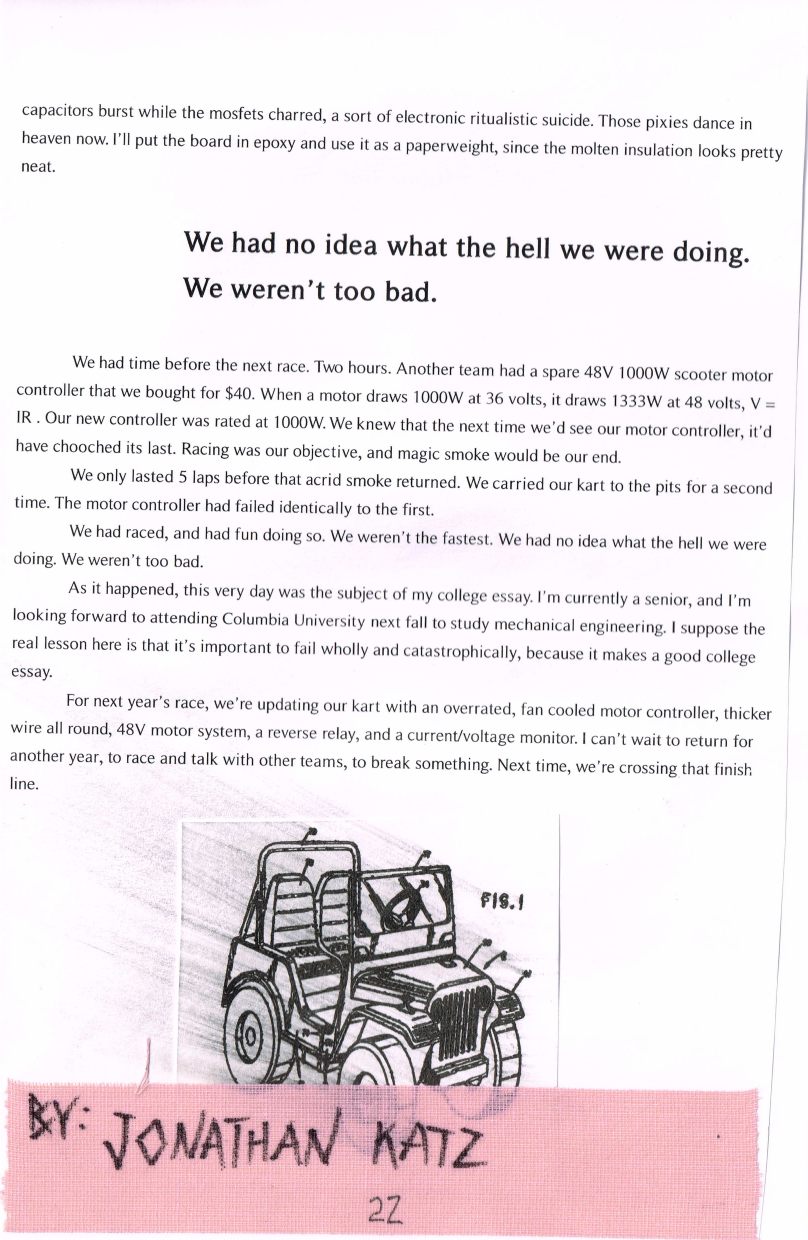 capacitors burst while the mosfets charred, a sort of electronic ritualistic suicide. Those pixies dance in
heaven now. I'll put the board in epoxy and use it as a paperweight, since the molten insulation looks pretty
neat.
We had no idea what the hell we were doing.
We weren't too bad.
We had time before the next race. Two hours. Another team had a spare 48V 1000W scooter motor
controller that we bought for $40. When a motor draws 1000W at 36 volts, it draws 1333W at 48 volts, V =
IR . Our new controller was rated at 1000W. We knew that the next time we'd see our motor controller, it'd
have chooched its last. Racing was our objective, and magic smoke would be our end.
We only lasted 5 laps before that acrid smoke returned. We carried our kart to the pits for a second
time. The motor controller had failed identically to the first.
We had raced, and had fun doing so. We weren't the fastest. We had no idea what the hell we were
doing. We weren't too bad.
As it happened, this very day was the subject of my college essay. I'm currently a senior, and I'm
looking forward to attending Columbia University next fall to study mechanical engineering. I suppose the
real lesson here is that it's important to fail wholly and catastrophically, because it makes a good college
essay.
For next year's race, we're updating our kart with an overrated, fan cooled motor controller, thicker
wire all round, 48V motor system, a reverse relay, and a current/voltage monitor. I can't wait to return for
another year, to race and talk with other teams, to break something. Next time, we're crossing that finish
line.
FIG.1
BY: JONATHAN KATZ
22